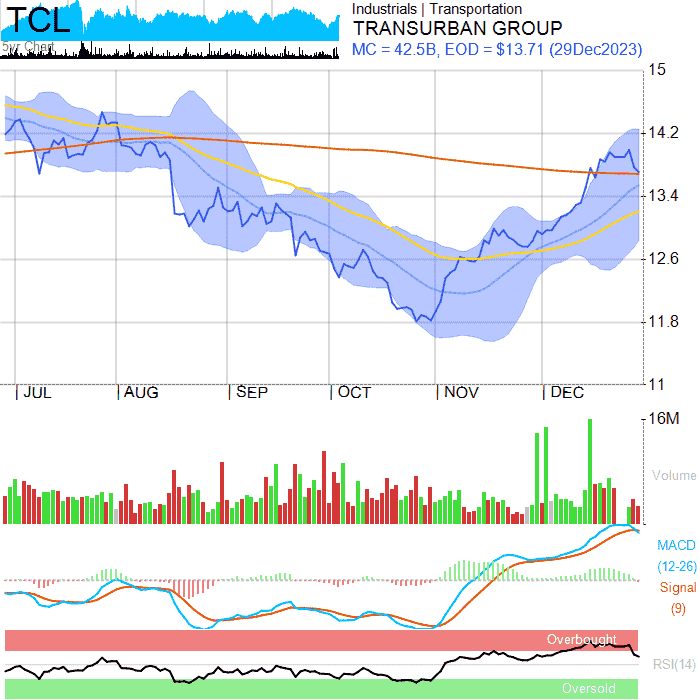 TCL
5yr Chart
Industrials | Transportation
TRANSURBAN GROUP
MC = 42.5B, EOD = $13.71 (29Dec2023)
15
14.2
13.4
12.6
11.8
11
JUL
AUG
SEP
OCT
NOV
DEC
16M
Volume
MACD
(12-26)
Signal
(9)
Overbought
RSI(14)
Oversold